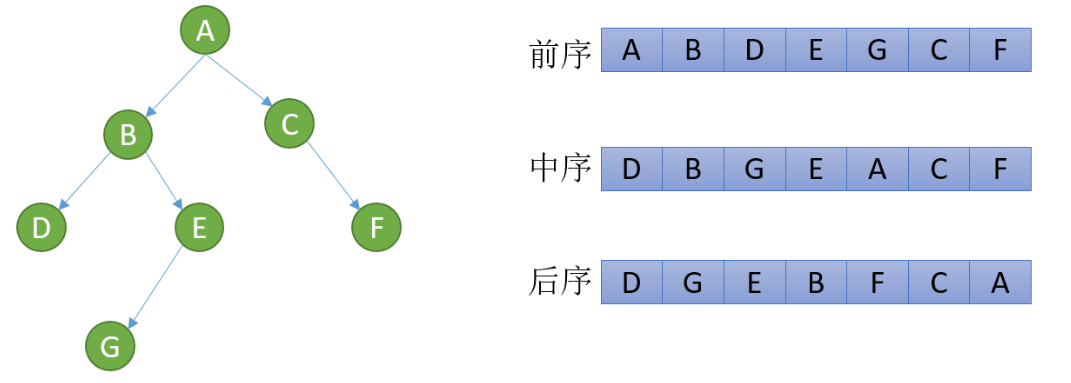 A
B
C
D
E
F
G
前序 A B D E G C F
中序 D B G E A C F
后序 D G E B F C A